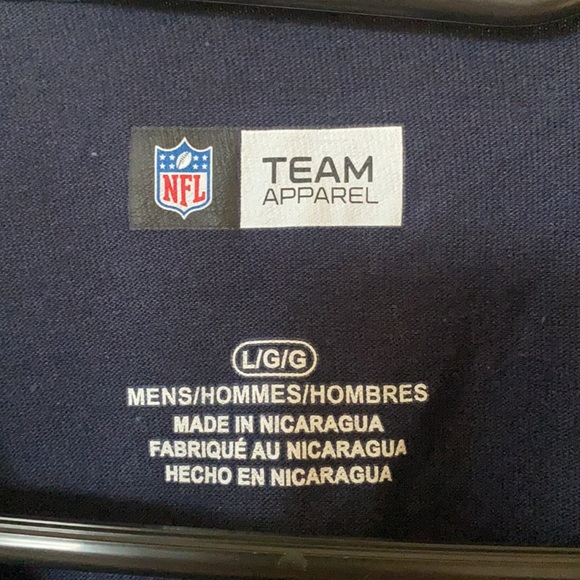 NFL
TEAM
APPAREL
L/G/G
MENS/HOMMES/HOMBRES
MADE IN NICARAGUA
FABRIQUÉ AU NICARAGUA
HECHO EN NICARAGUA